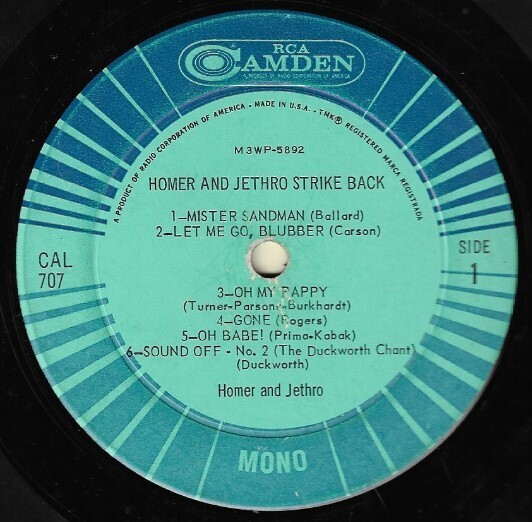 RCA
CAMDEN
A PRODUCT OF RADIO CORPORATION OF AMERICA
A PRODUCT OF RADIO CORPORATION OF AMERICA - MADE IN U.S.A. - TMK® REGISTERED MARCA REGISTRADA
M3WP-5892
HOMER AND JETHRO STRIKE BACK
1—MISTER SANDMAN (Ballard)
2—LET ME GO, BLUBBER (Carson)
CAL
707
SIDE
1
3—OH MY PAPPY
(Turner-Parsons-Burkhardt)
4—GONE (Rogers)
5—OH BABE! (Prima-Kabak)
6—SOUND OFF - No. 2 (The Duckworth Chant)
(Duckworth)
Homer and Jethro
MONO